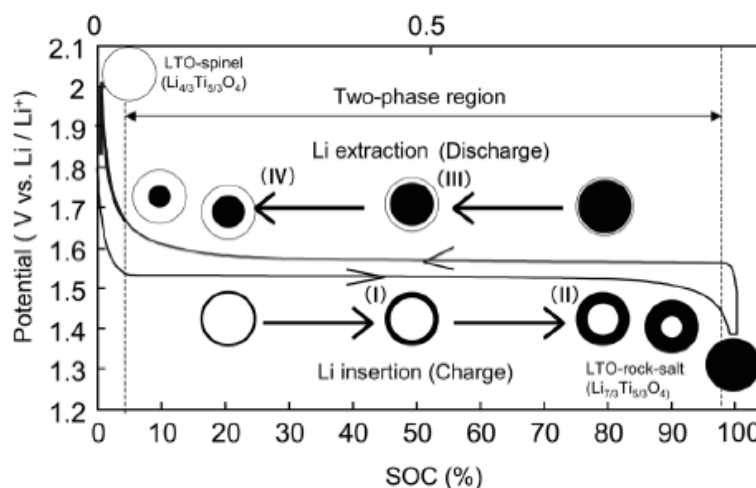 0 0.5
2.1
2
1.9
1.8
1.7
1.6
1.5
1.4
1.3
1.2
Potential ( V vs. Li / Li⁺)
LTO-spinel
(Li4/3Ti5/3O4)
Two-phase region
Li extraction (Discharge)
(IV) (III)
(I) (II)
Li insertion (Charge)
LTO-rock-salt
(Li7/3Ti5/3O4)
0 10 20 30 40 50 60 70 80 90 100
SOC (%)